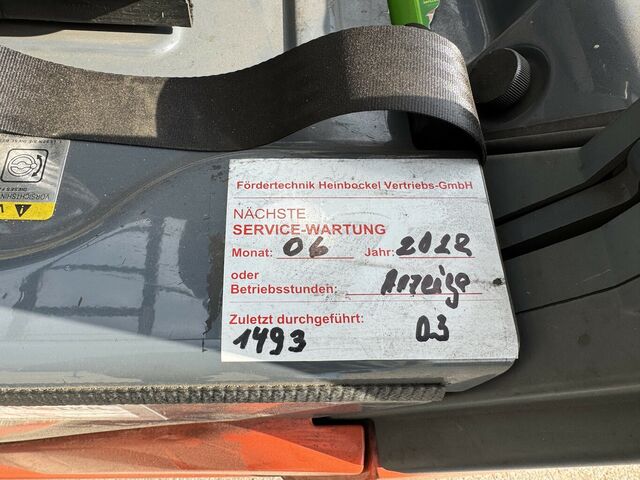 Fördertechnik Heinbockel Vertriebs-GmbH
NÄCHSTE
SERVICE-WARTUNG
Monat: 06 Jahr: 2022
oder Anzeige
Betriebsstunden:
Zuletzt durchgeführt: 03
1493